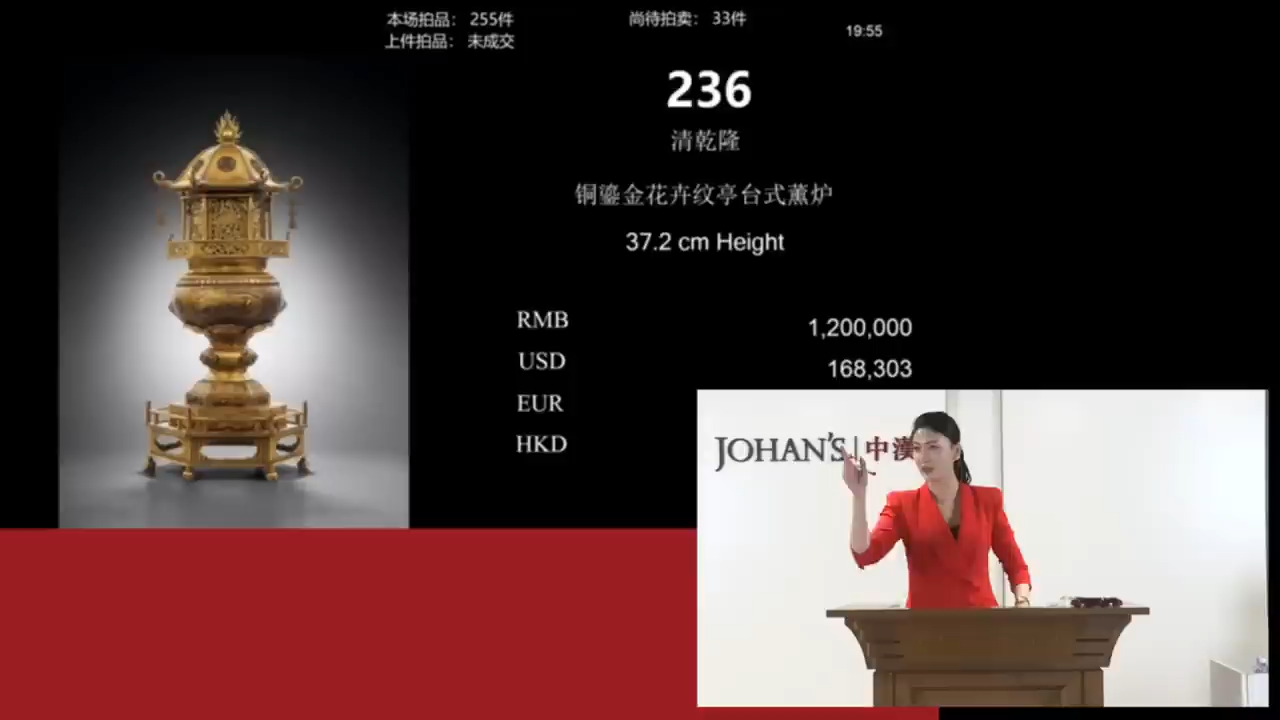 本场拍品: 255件
上件拍品: 未成交
尚待拍卖: 33件
19:55
236
清乾隆
铜鎏金花卉纹亭台式薰炉
37.2 cm Height
RMB 1,200,000
USD 168,303
EUR
HKD
JOHAN'S | 中漢